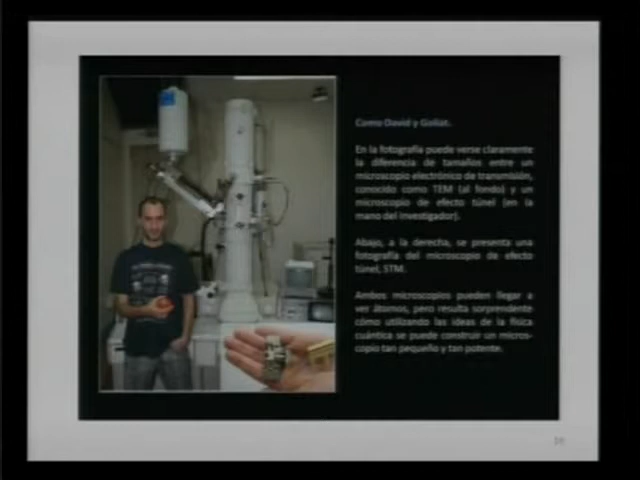 Como David y Goliat.
En la fotografía puede verse claramente
la diferencia de tamaños entre un
microscopio electrónico de transmisión,
conocido como TEM (al fondo) y un
microscopio de efecto túnel (en la
mano del investigador).
Abajo, a la derecha, se presenta una
fotografía del microscopio de efecto
túnel, STM.
Ambos microscopios pueden llegar a
ver átomos, pero resulta sorprendente
cómo utilizando las ideas de la física
cuántica se puede construir un micros-
copio tan pequeño y tan potente.